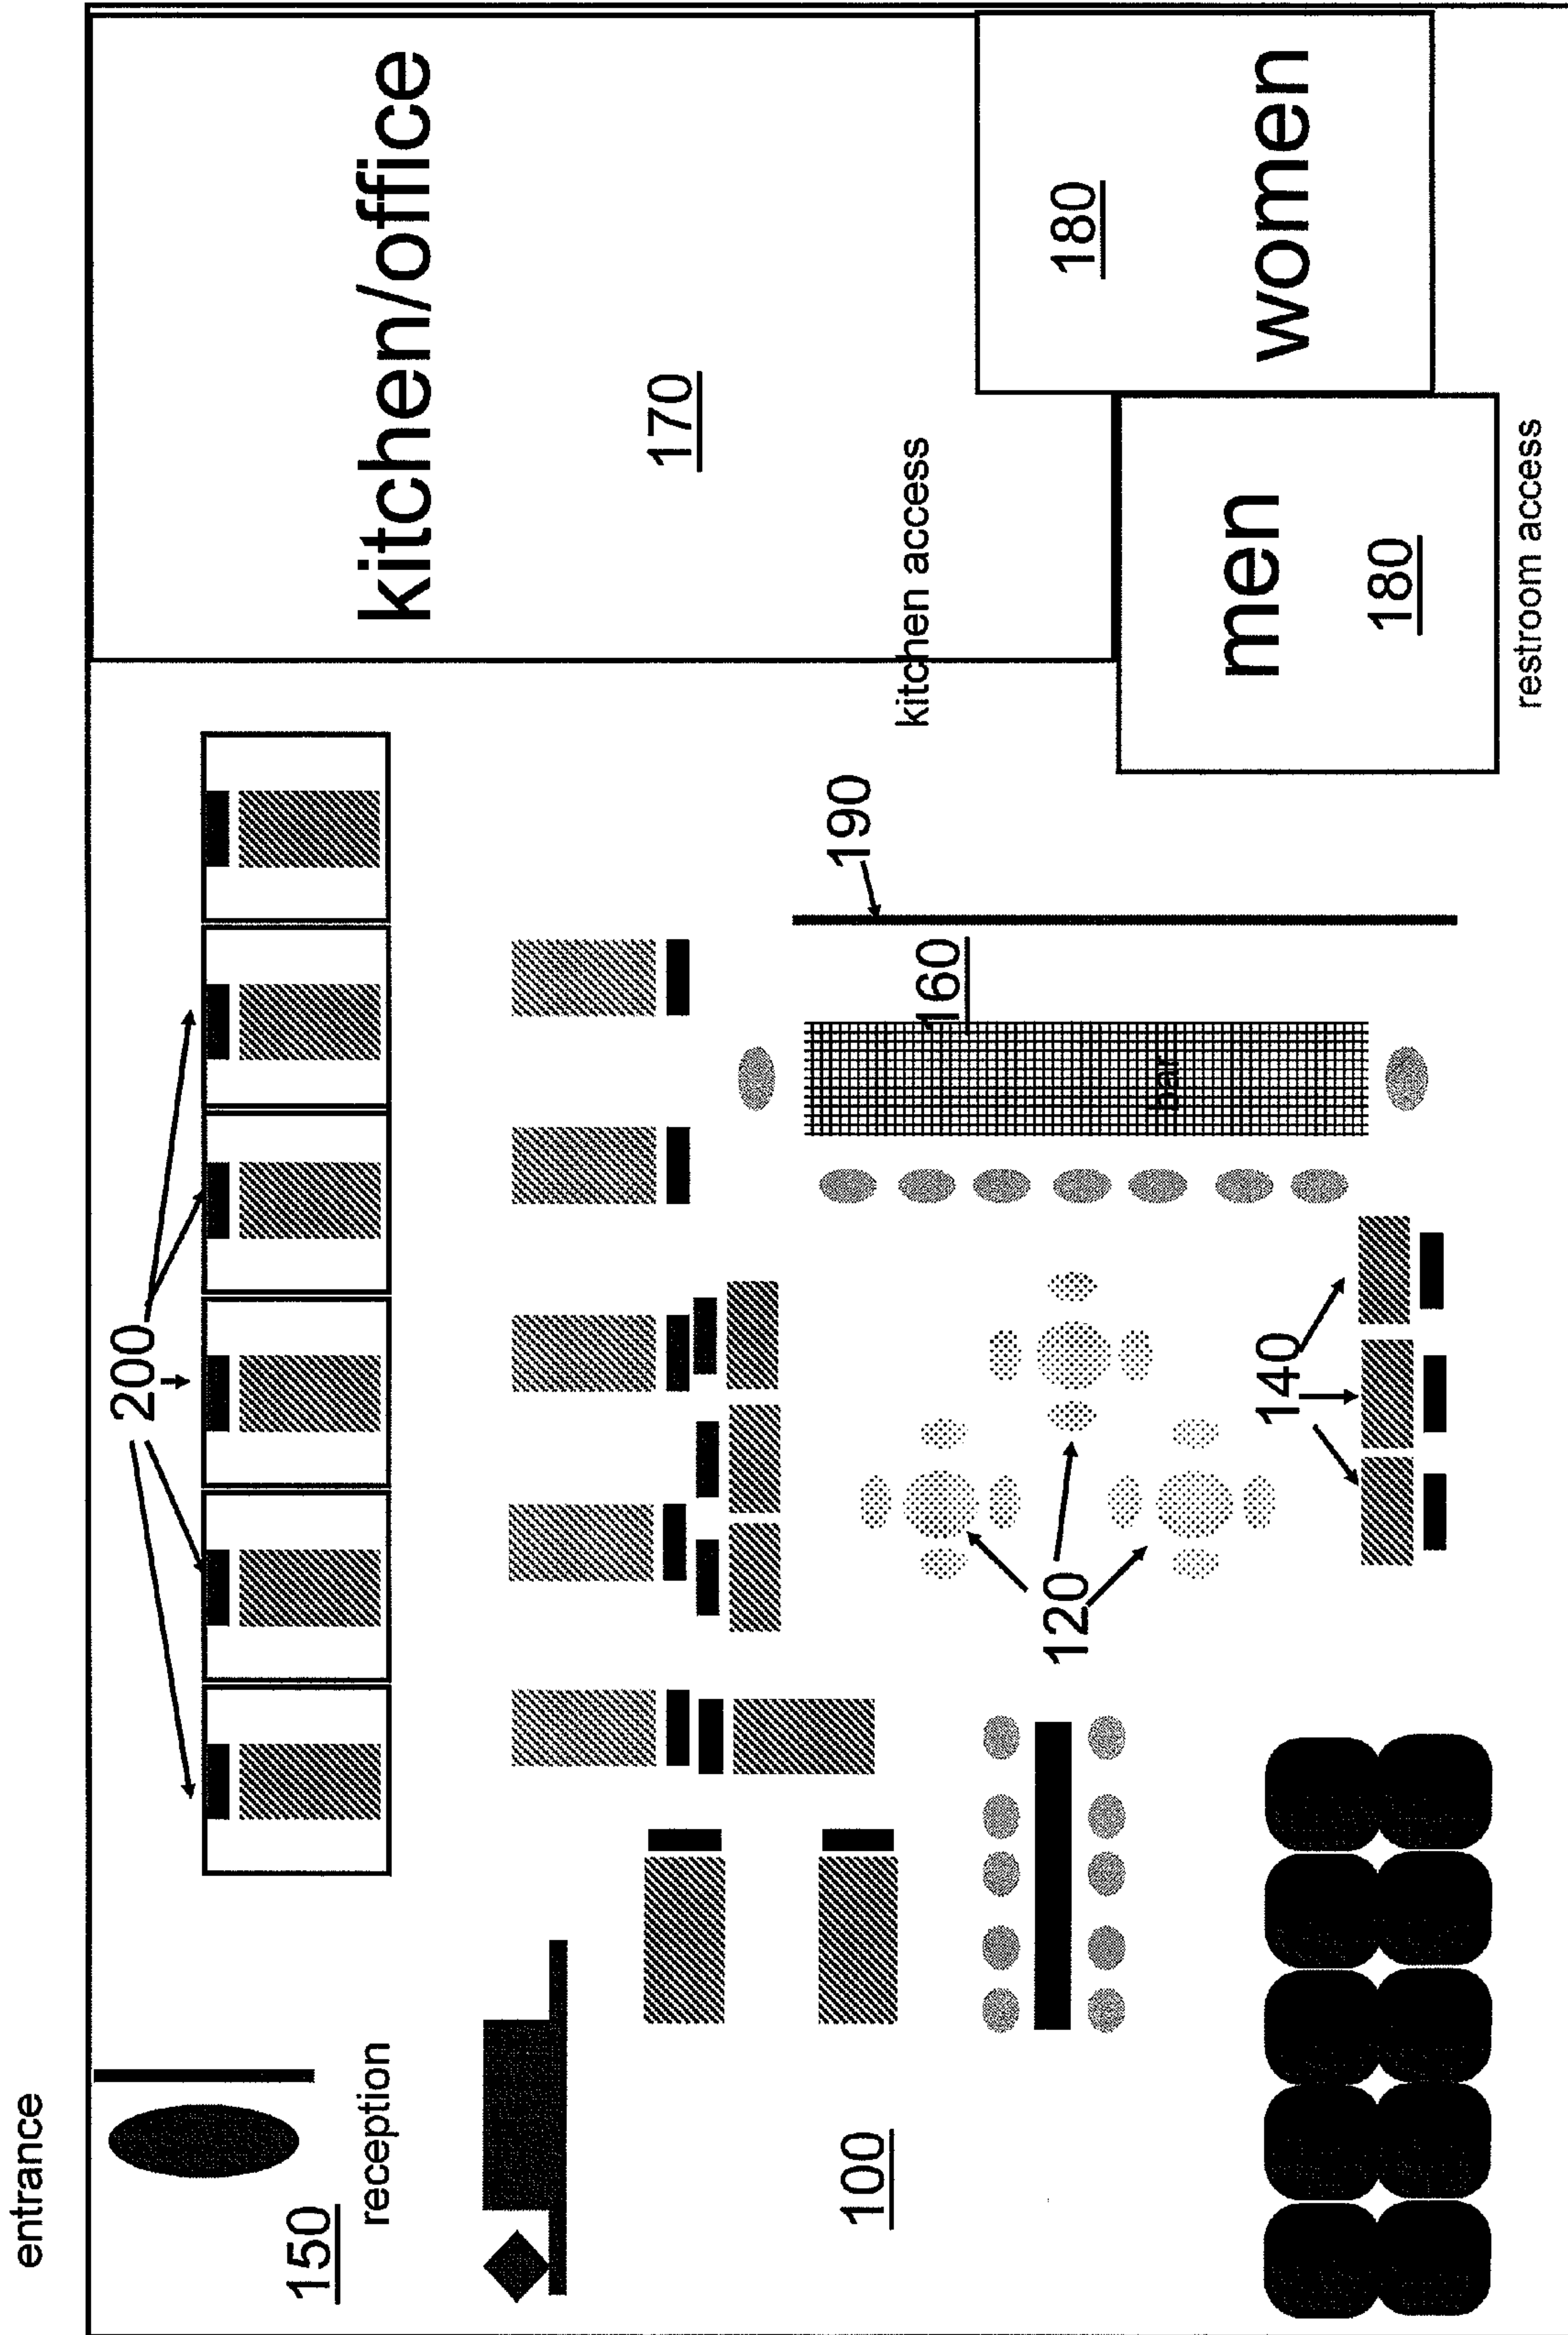 entrance
150
reception
200
kitchen/office
170
100
120
140
160
bar
190
kitchen access
180
women
men
180
restroom access